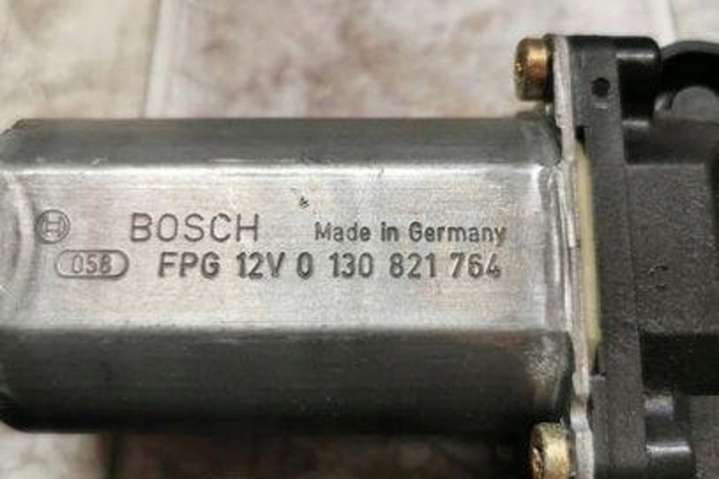 BOSCH Made in Germany
058 FPG 12V 0 130 821 764